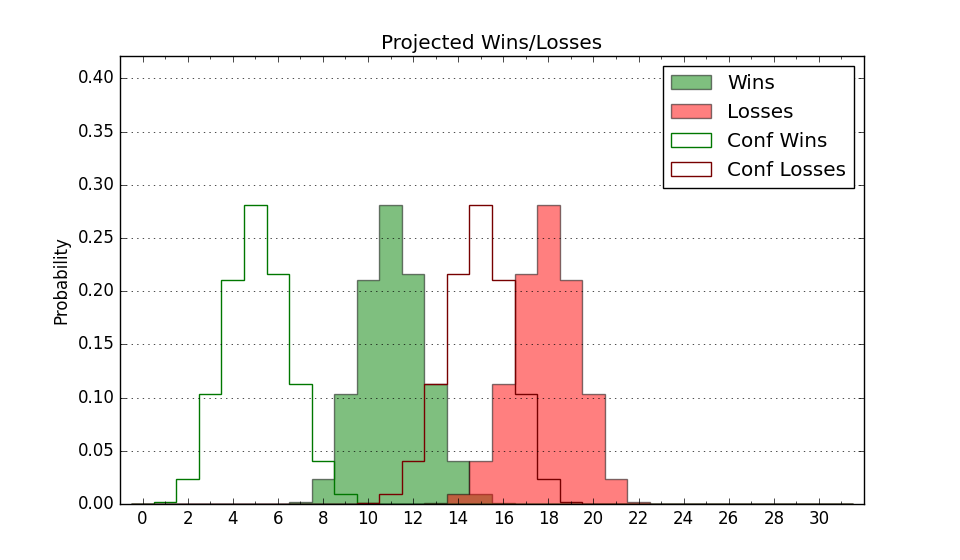 Projected Wins/Losses
0.40
0.35
0.30
0.25
0.20
0.15
0.10
0.05
0.00
Probability
Wins
Losses
Conf Wins
Conf Losses
0 2 4 6 8 10 12 14 16 18 20 22 24 26 28 30